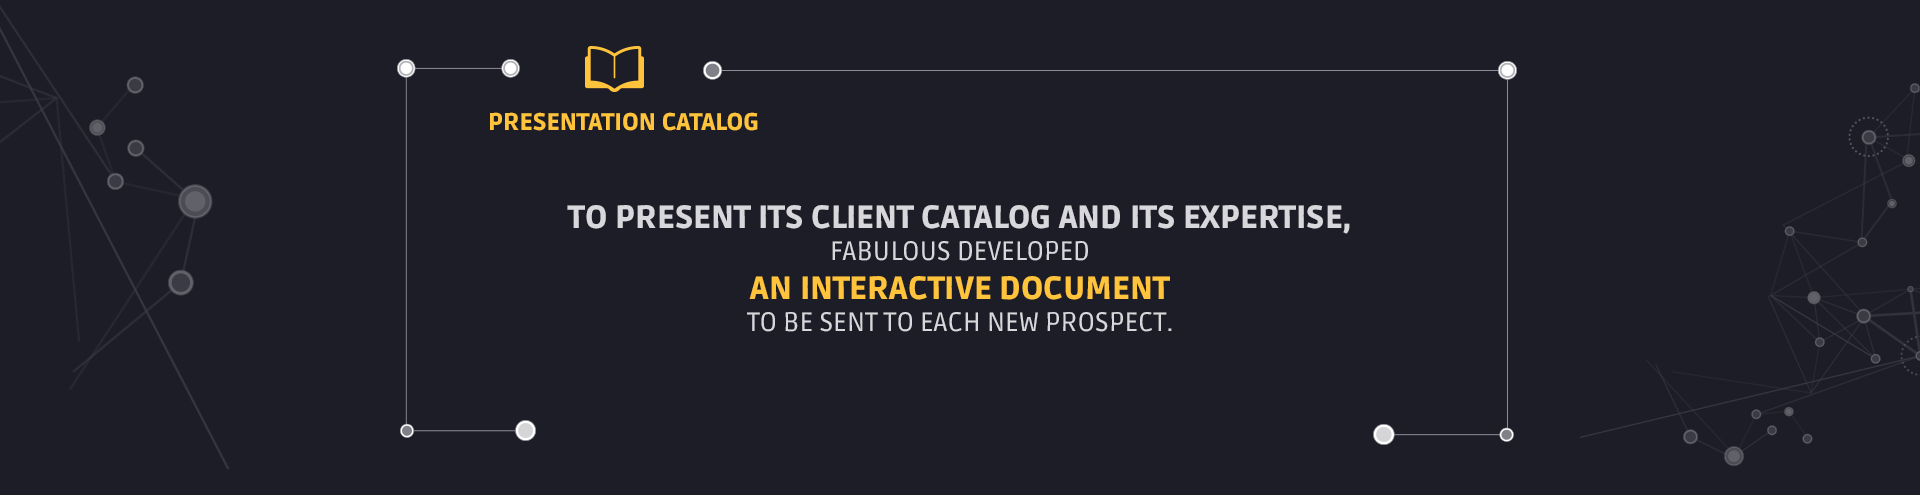 PRESENTATION CATALOG
TO PRESENT ITS CLIENT CATALOG AND ITS EXPERTISE,
FABULOUS DEVELOPED
AN INTERACTIVE DOCUMENT
TO BE SENT TO EACH NEW PROSPECT.